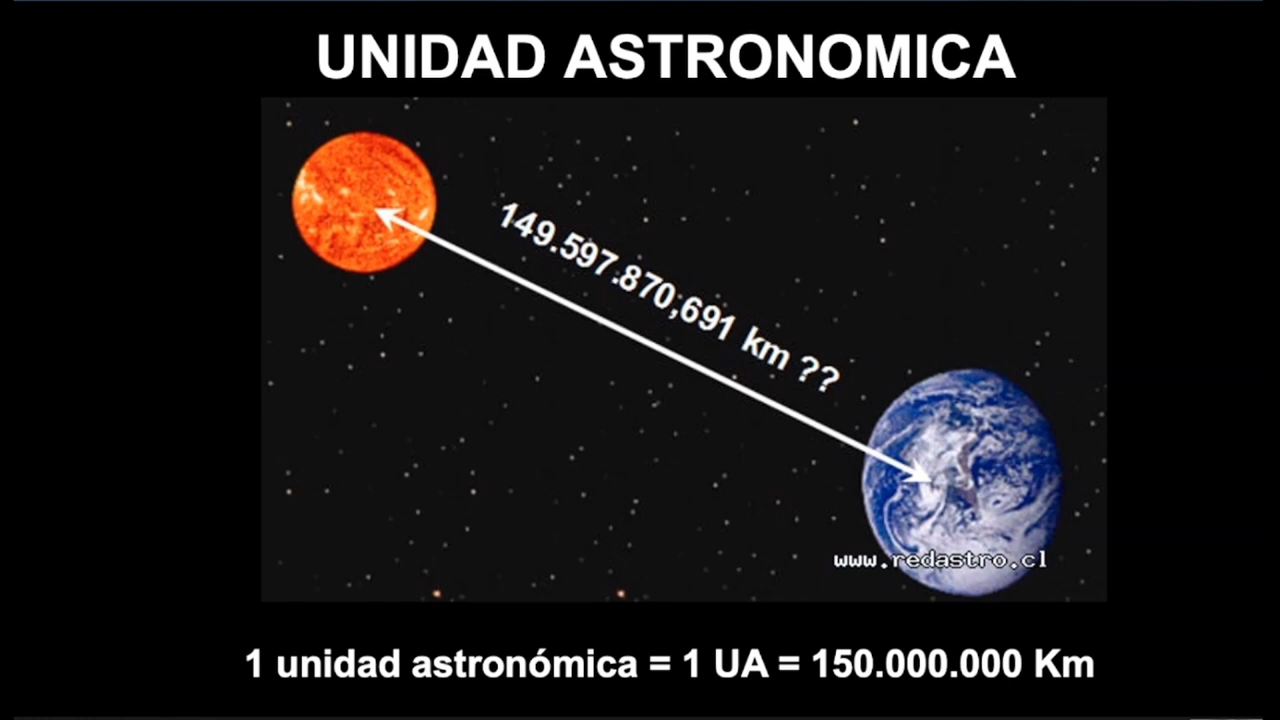 UNIDAD ASTRONOMICA
149.597.870,691 km ??
www.redastro.cl
1 unidad astronómica = 1 UA = 150.000.000 Km